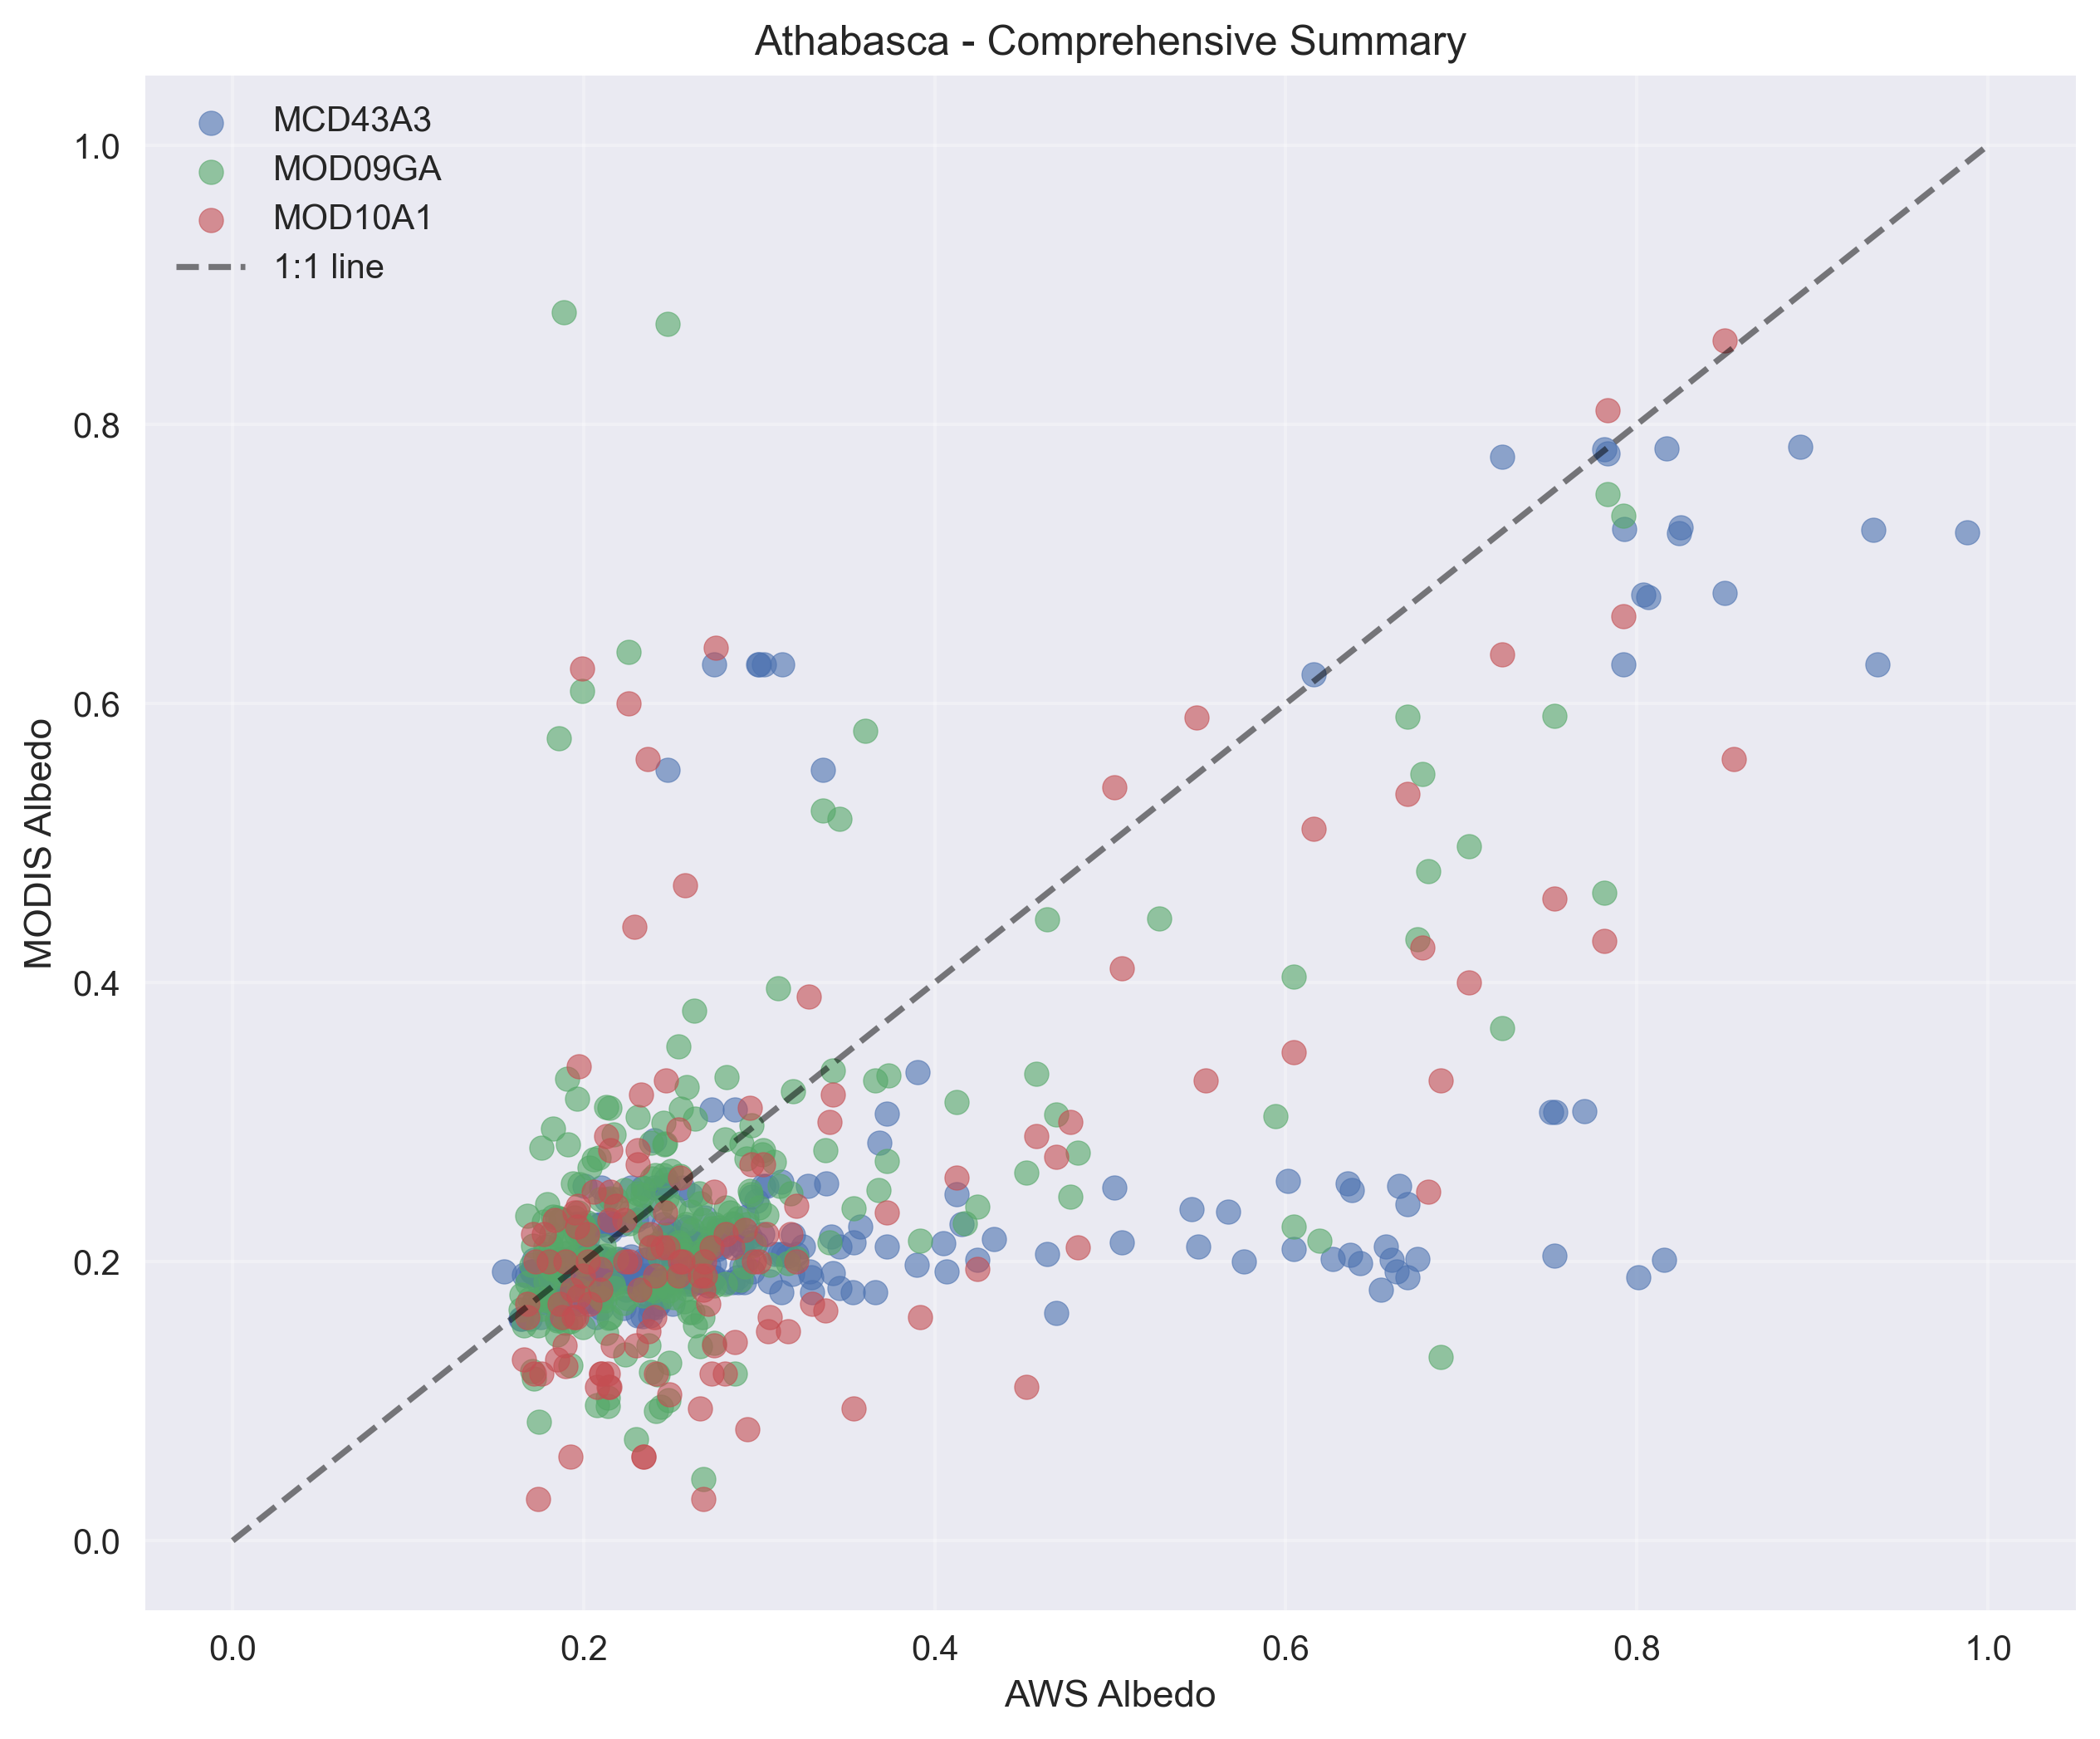 Athabasca - Comprehensive Summary
MCD43A3
MOD09GA
MOD10A1
1:1 line
1.0
0.8
0.6
0.4
0.2
0.0
MODIS Albedo
0.0 0.2 0.4 0.6 0.8 1.0
AWS Albedo